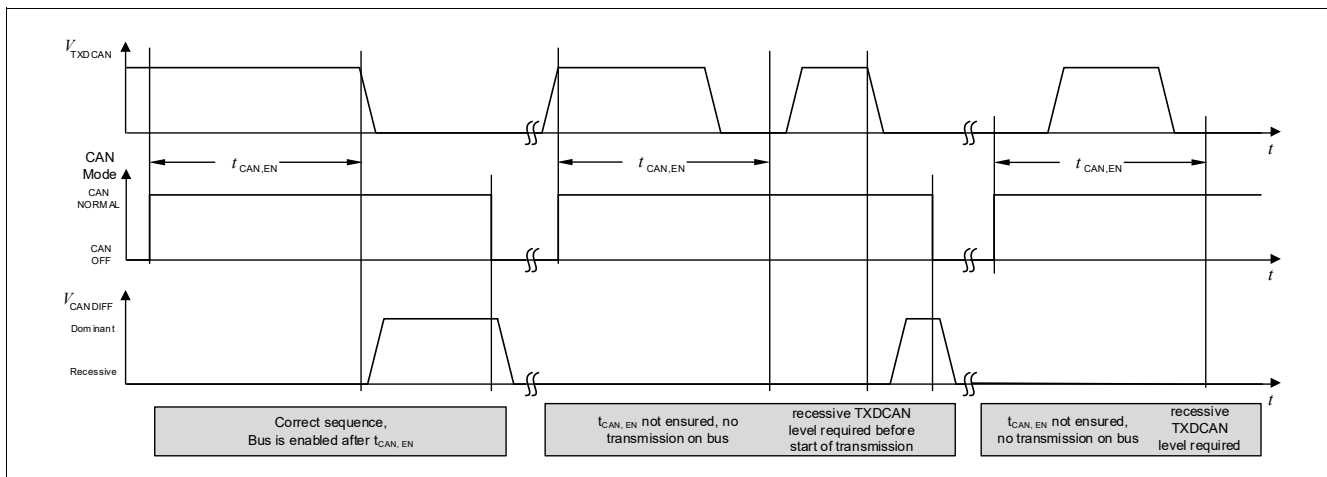 VTXDCAN
tCAN,EN
tCAN,EN
tCAN,EN
t
CAN
Mode
CAN
NORMAL
CAN
OFF
t
VCANDIFF
Dominant
Recessive
t
Correct sequence,
Bus is enabled after tCAN, EN
tCAN, EN not ensured, no
transmission on bus
recessive TXDCAN
level required before
start of transmission
tCAN, EN not ensured,
no transmission on bus
recessive
TXDCAN
level required